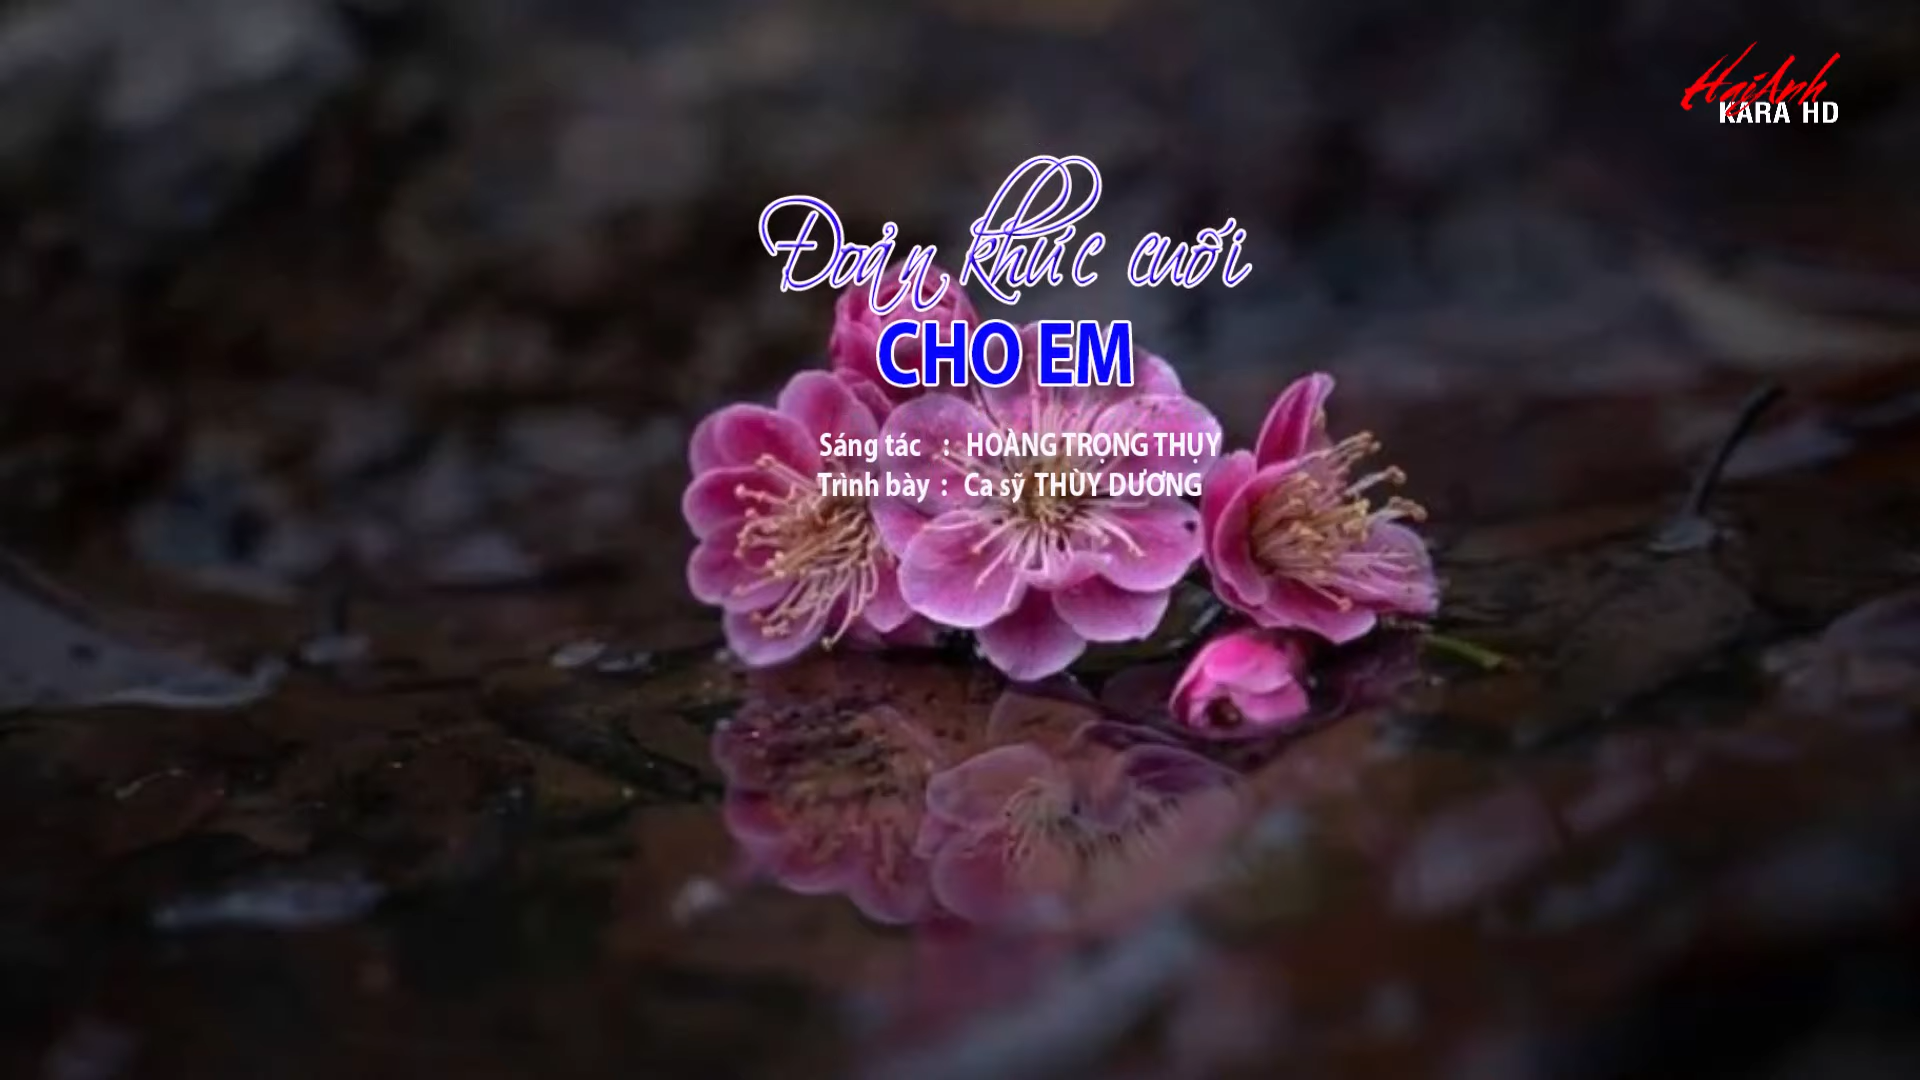 HaiAnh
KARA HD
Đoản khúc cuối
CHO EM
Sáng tác : HOÀNG TRỌNG THỤY
Trình bày : Ca sỹ THÙY DƯƠNG